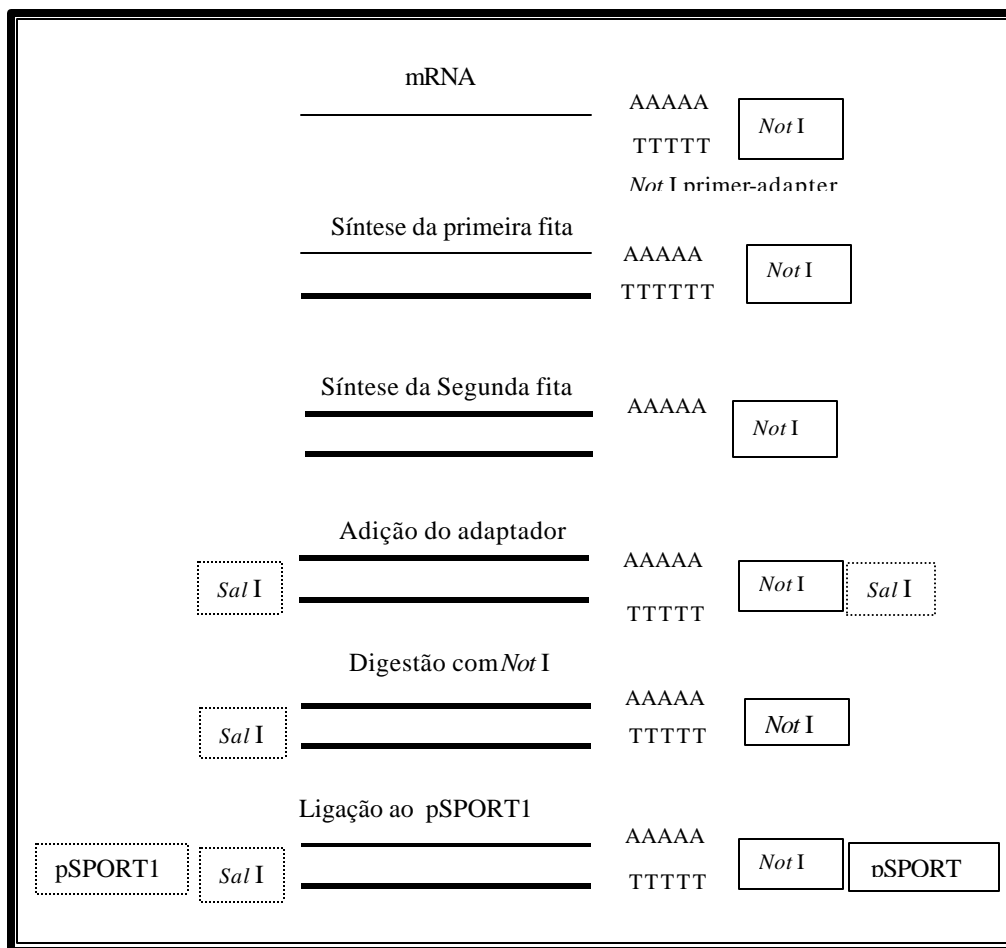 mRNA
AAAAA
Not I
TTTTT
Not I primer-adapter
Síntese da primeira fita
AAAAA
Not I
TTTTTT
Síntese da Segunda fita
AAAAA
Not I
Adição do adaptador
AAAAA
Sal I
Not I
Sal I
TTTTT
Digestão com Not I
AAAAA
Sal I
TTTTT
Not I
Ligação ao pSPORT1
AAAAA
pSPORT1
Sal I
Not I
pSPORT
TTTTT